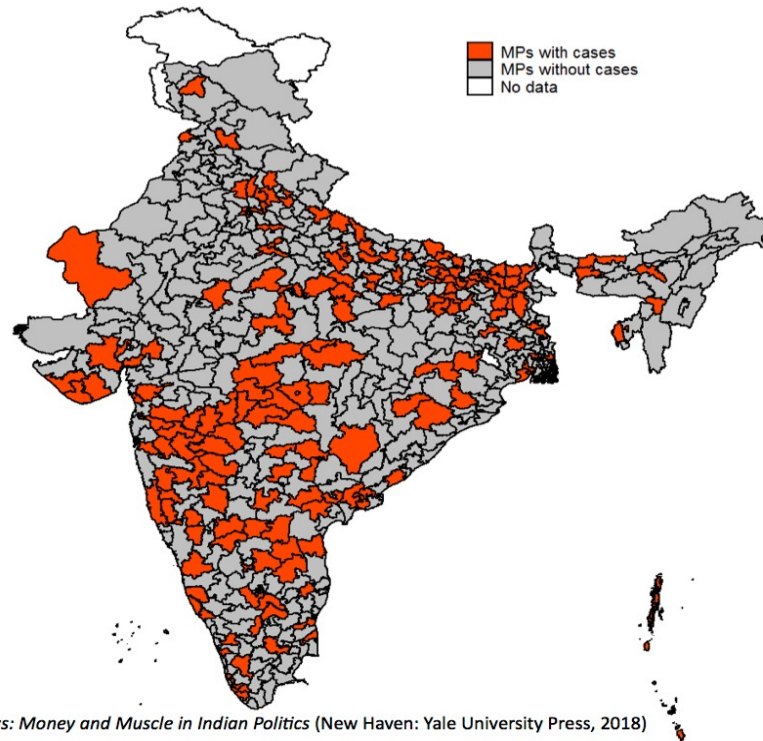 MPs with cases
MPs without cases
No data
s: Money and Muscle in Indian Politics (New Haven: Yale University Press, 2018)